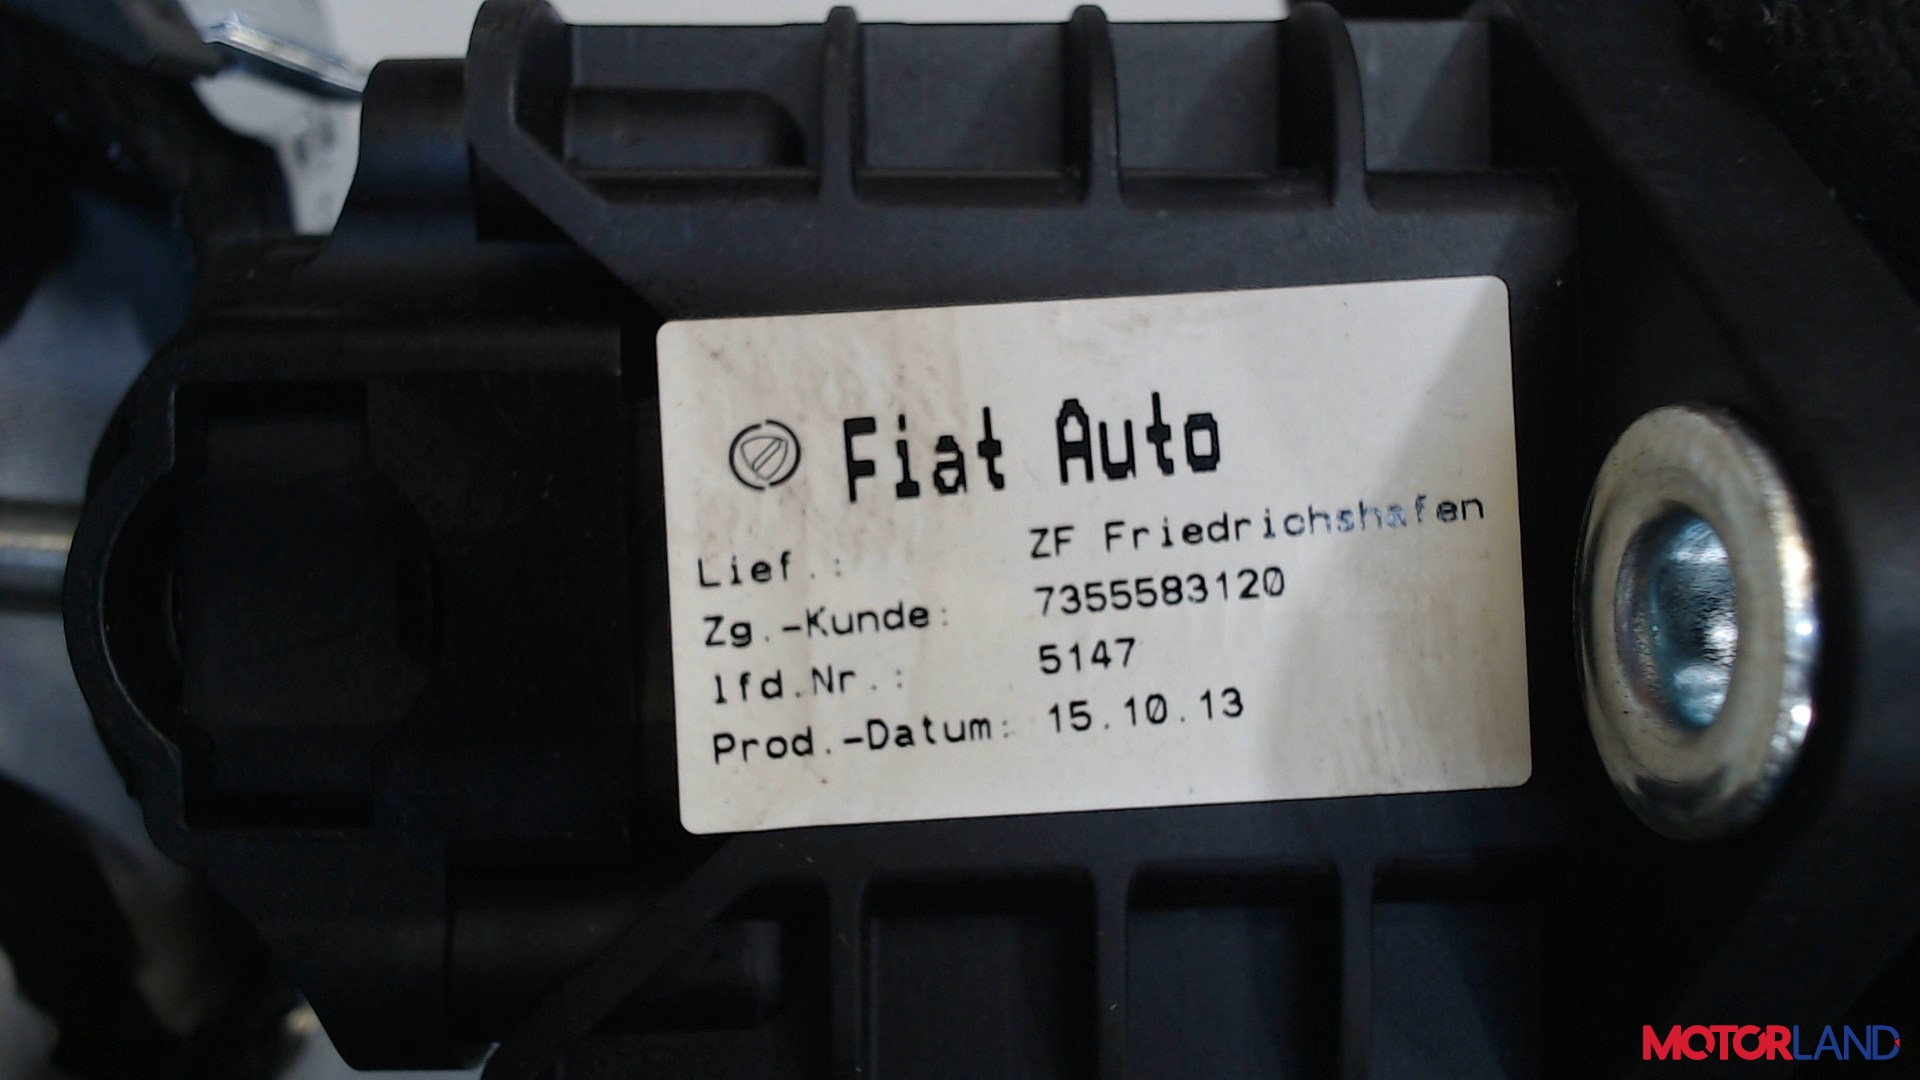 Fiat Auto
Lief.: ZF Friedrichshafen
Zg.-Kunde: 7355583120
lfd.Nr.: 5147
Prod.-Datum: 15.10.13
MOTORLAND